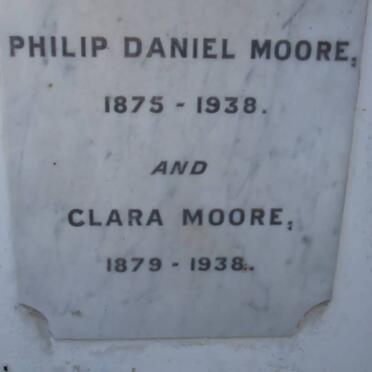 PHILIP DANIEL MOORE;
1875 - 1938.
AND
CLARA MOORE;
1879 - 1938.